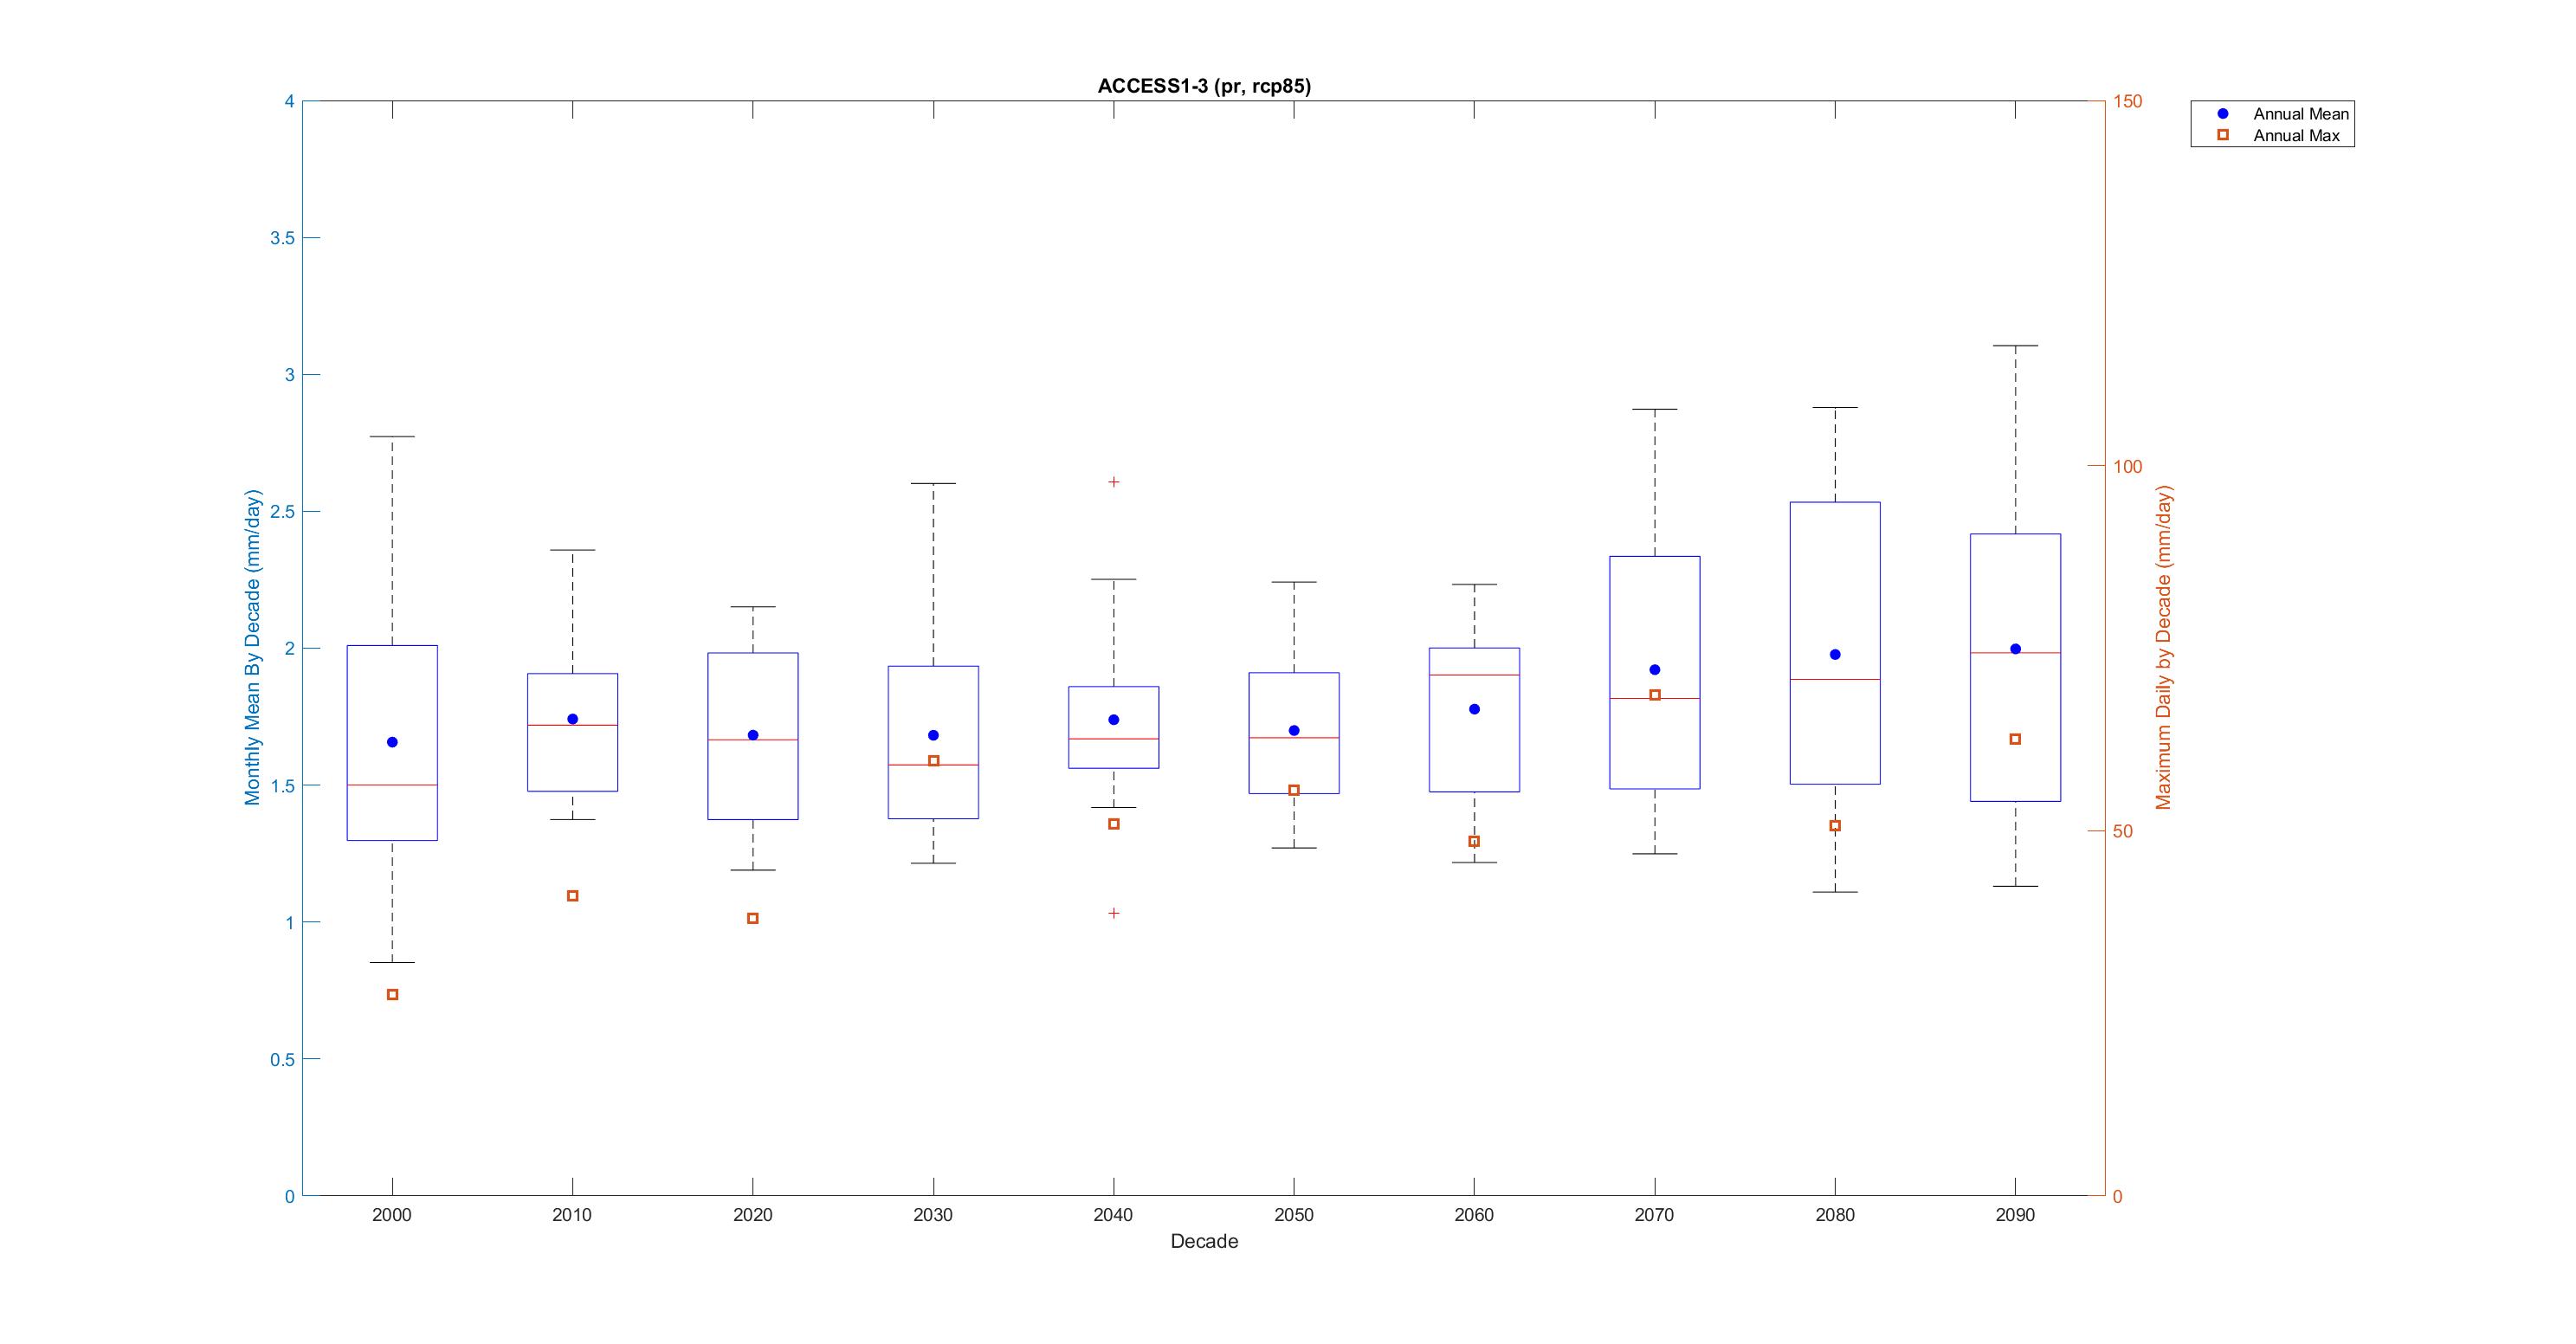 ACCESS1-3 (pr, rcp85)
Annual Mean
Annual Max
Monthly Mean By Decade (mm/day)
4
3.5
3
2.5
2
1.5
1
0.5
0
Maximum Daily by Decade (mm/day)
150
100
50
0
2000 2010 2020 2030 2040 2050 2060 2070 2080 2090
Decade